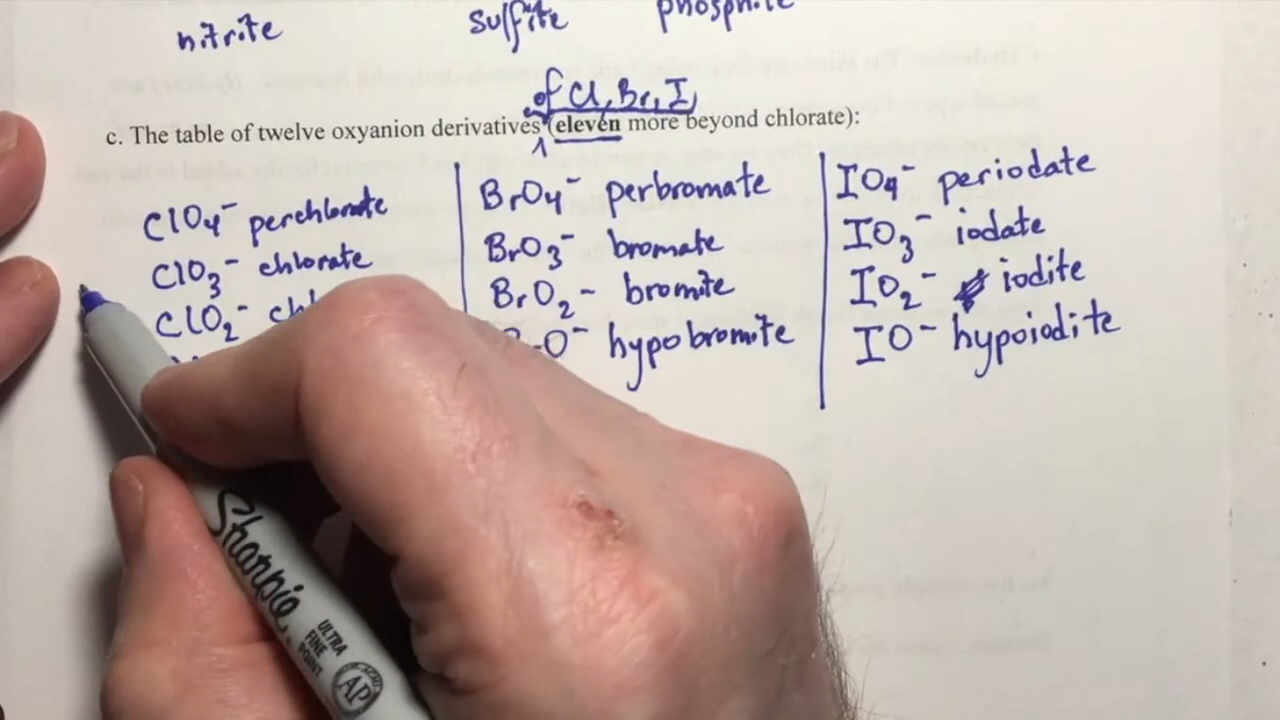 nitrite sulfite phosphite
of Cl, Br, I
c. The table of twelve oxyanion derivatives (eleven more beyond chlorate):
ClO4- perchlorate
ClO3- chlorate
ClO2-
BrO4- perbromate
BrO3- bromate
BrO2- bromite
BrO- hypobromite
IO4- periodate
IO3- iodate
IO2- iodite
IO- hypoiodite
Sharpie
ULTRA
FINE
POINT
AP